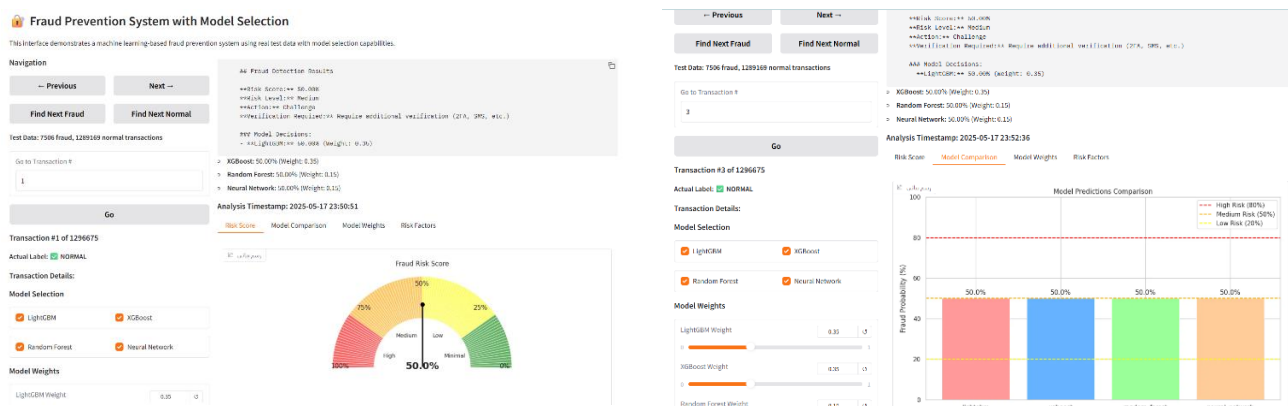 🔒 Fraud Prevention System with Model Selection
This interface demonstrates a machine learning-based fraud prevention system using real test data with model selection capabilities.
Navigation
← Previous
Next →
Find Next Fraud
Find Next Normal
Test Data: 7506 fraud, 1289169 normal transactions
Go to Transaction #
1
Go
Transaction #1 of 1296675
Actual Label: ✅ NORMAL
Transaction Details:
Model Selection
LightGBM
XGBoost
Random Forest
Neural Network
Model Weights
LightGBM Weight
0.35
## Fraud Detection Results
**Risk Score:** 50.00%
**Risk Level:** Medium
**Action:** Challenge
**Verification Required:** Require additional verification (2FA, SMS, etc.)
### Model Decisions:
- **LightGBM:** 50.00% (Weight: 0.35)
XGBoost: 50.00% (Weight: 0.35)
Random Forest: 50.00% (Weight: 0.15)
Neural Network: 50.00% (Weight: 0.15)
Analysis Timestamp: 2025-05-17 23:50:51
Risk Score
Model Comparison
Model Weights
Risk Factors
رسم بياني
Fraud Risk Score
50%
75%
25%
Medium
Low
High
Minimal
100%
50.0%
0%
← Previous
Next →
Find Next Fraud
Find Next Normal
Test Data: 7506 fraud, 1289169 normal transactions
Go to Transaction #
3
Go
Transaction #3 of 1296675
Actual Label: ✅ NORMAL
Transaction Details:
Model Selection
LightGBM
XGBoost
Random Forest
Neural Network
Model Weights
LightGBM Weight
0.35
0
1
XGBoost Weight
0.35
0
1
Random Forest Weight
0.15
**Risk Score:** 50.00%
**Risk Level:** Medium
**Action:** Challenge
**Verification Required:** Require additional verification (2FA, SMS, etc.)
### Model Decisions:
- **LightGBM:** 50.00% (Weight: 0.35)
XGBoost: 50.00% (Weight: 0.35)
Random Forest: 50.00% (Weight: 0.15)
Neural Network: 50.00% (Weight: 0.15)
Analysis Timestamp: 2025-05-17 23:52:36
Risk Score
Model Comparison
Model Weights
Risk Factors
رسم بياني
Model Predictions Comparison
High Risk (80%)
Medium Risk (50%)
Low Risk (20%)
Fraud Probability (%)
100
80
60
40
20
0
50.0%
50.0%
50.0%
50.0%